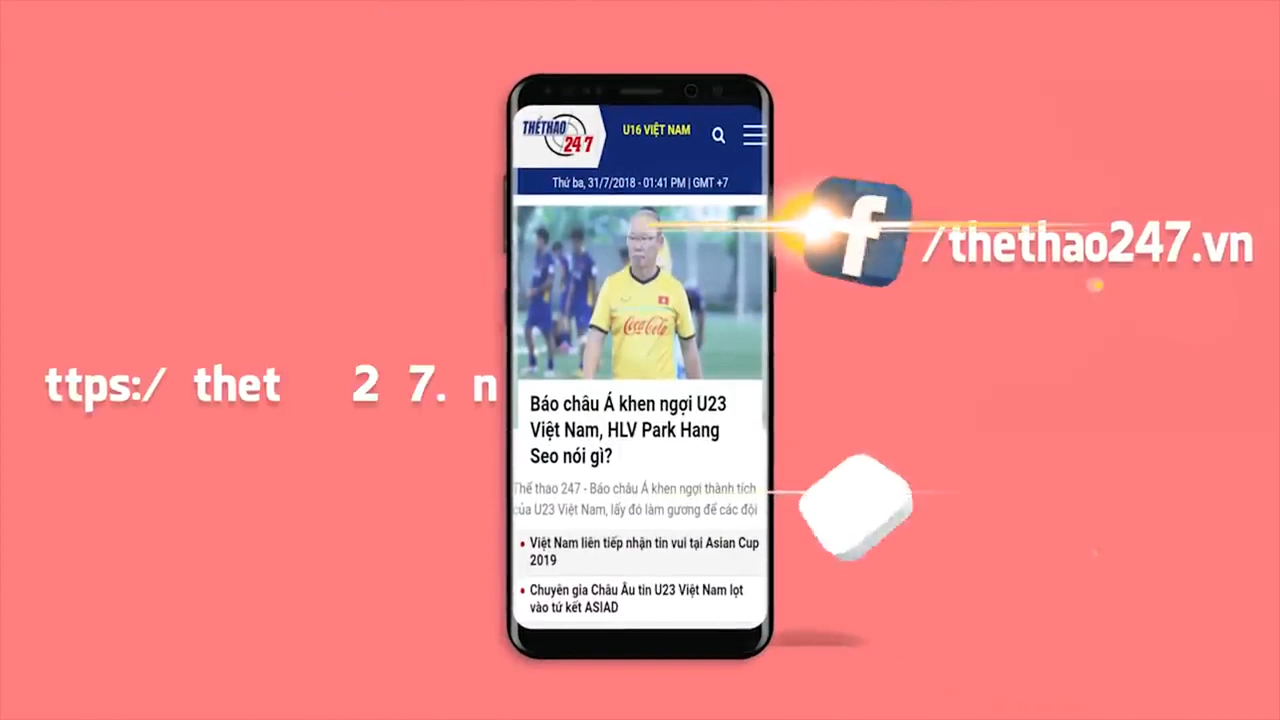 THỂTHAO
24 7
U16 VIỆT NAM
Thứ ba, 31/7/2018 - 01:41 PM | GMT +7
Coca-Cola
f /thethao247.vn
ttps:/ thet 2 7. n
Báo châu Á khen ngợi U23
Việt Nam, HLV Park Hang
Seo nói gì?
Thể thao 247 - Báo châu Á khen ngợi thành tích
của U23 Việt Nam, lấy đó làm gương để các đội
Việt Nam liên tiếp nhận tin vui tại Asian Cup
2019
Chuyên gia Châu Âu tin U23 Việt Nam lọt
vào tứ kết ASIAD